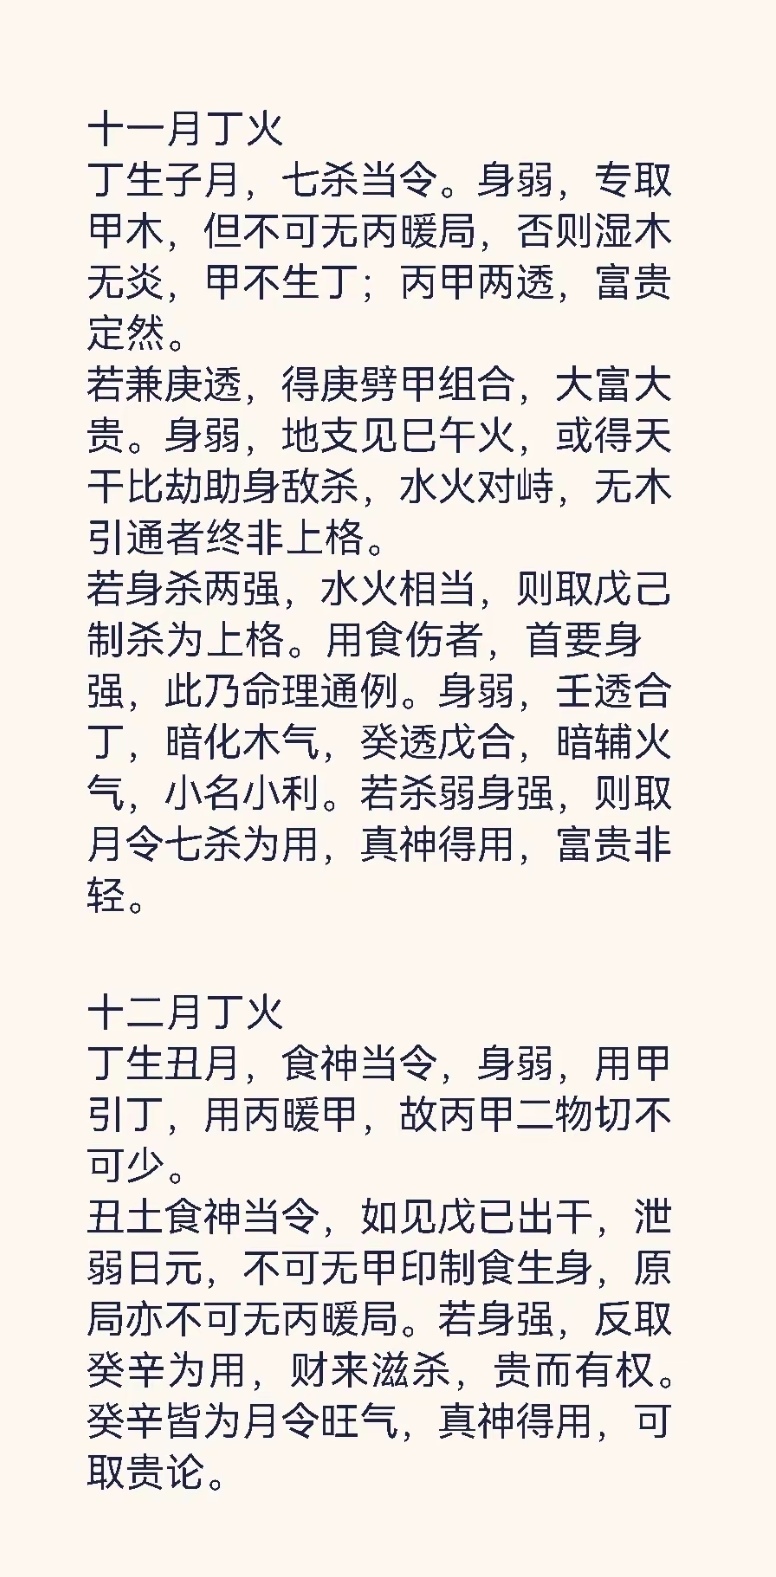 十一月丁火
丁生子月，七杀当令。身弱，专取
甲木，但不可无丙暖局，否则湿木
无炎，甲不生丁；丙甲两透，富贵
定然。
若兼庚透，得庚劈甲组合，大富大
贵。身弱，地支见巳午火，或得天
干比劫助身敌杀，水火对峙，无木
引通者终非上格。
若身杀两强，水火相当，则取戊己
制杀为上格。用食伤者，首要身
强，此乃命理通例。身弱，壬透合
丁，暗化木气，癸透戊合，暗辅火
气，小名小利。若杀弱身强，则取
月令七杀为用，真神得用，富贵非
轻。
十二月丁火
丁生丑月，食神当令，身弱，用甲
引丁，用丙暖甲，故丙甲二物切不
可少。
丑土食神当令，如见戊已出干，泄
弱日元，不可无甲印制食生身，原
局亦不可无丙暖局。若身强，反取
癸辛为用，财来滋杀，贵而有权。
癸辛皆为月令旺气，真神得用，可
取贵论。